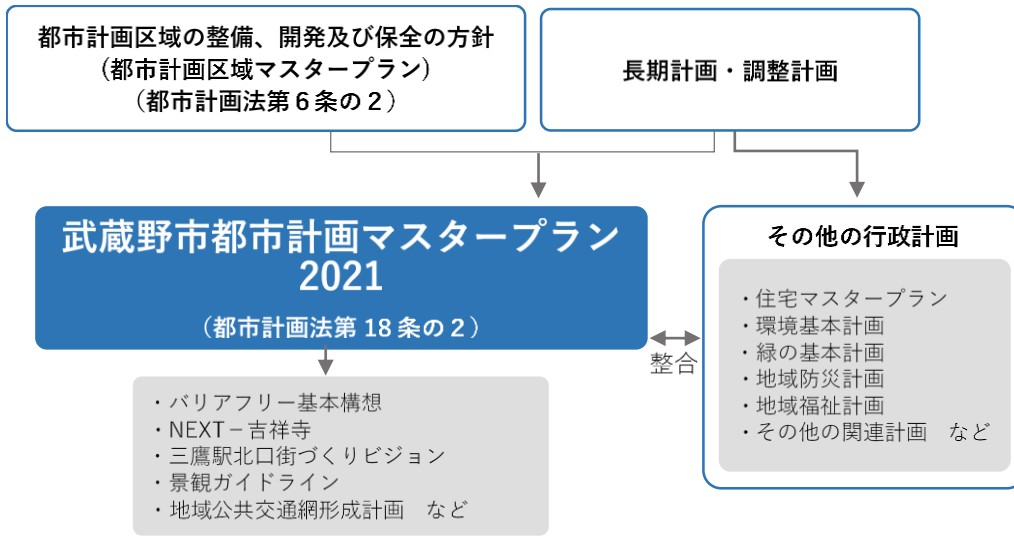 都市計画区域の整備、開発及び保全の方針
（都市計画区域マスタープラン）
（都市計画法第６条の２）
長期計画・調整計画
武蔵野市都市計画マスタープラン
2021
（都市計画法第 18 条の２）
整合
その他の行政計画
・住宅マスタープラン
・環境基本計画
・緑の基本計画
・地域防災計画
・地域福祉計画
・その他の関連計画　など
・バリアフリー基本構想
・NEXT－吉祥寺
・三鷹駅北口街づくりビジョン
・景観ガイドライン
・地域公共交通網形成計画　など